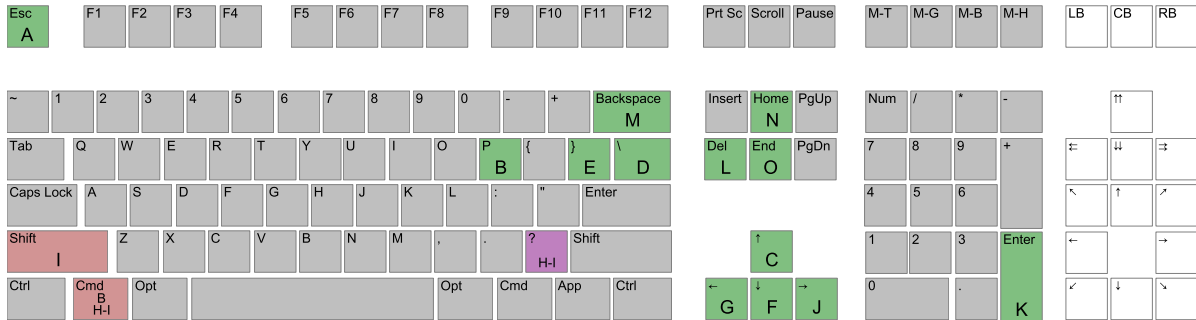 Esc F1 F2 F3 F4 F5 F6 F7 F8 F9 F10 F11 F12 Prt Sc Scroll Pause M-T M-G M-B M-H LB CB RB
A
~ 1 2 3 4 5 6 7 8 9 0 - + Backspace Insert Home PgUp Num / * - ⇈
M N
Tab Q W E R T Y U I O P { } \ Del End PgDn 7 8 9 + ⇇ ⇊ ⇉
B E D L O
Caps Lock A S D F G H J K L : " Enter 4 5 6 ↖ ↑ ↗
Shift Z X C V B N M , . ? Shift ↑ 1 2 3 Enter ← →
I H-I C
Ctrl Cmd Opt Opt Cmd App Ctrl ← ↓ → 0 . ↙ ↓ ↘
B
H-I G F J K